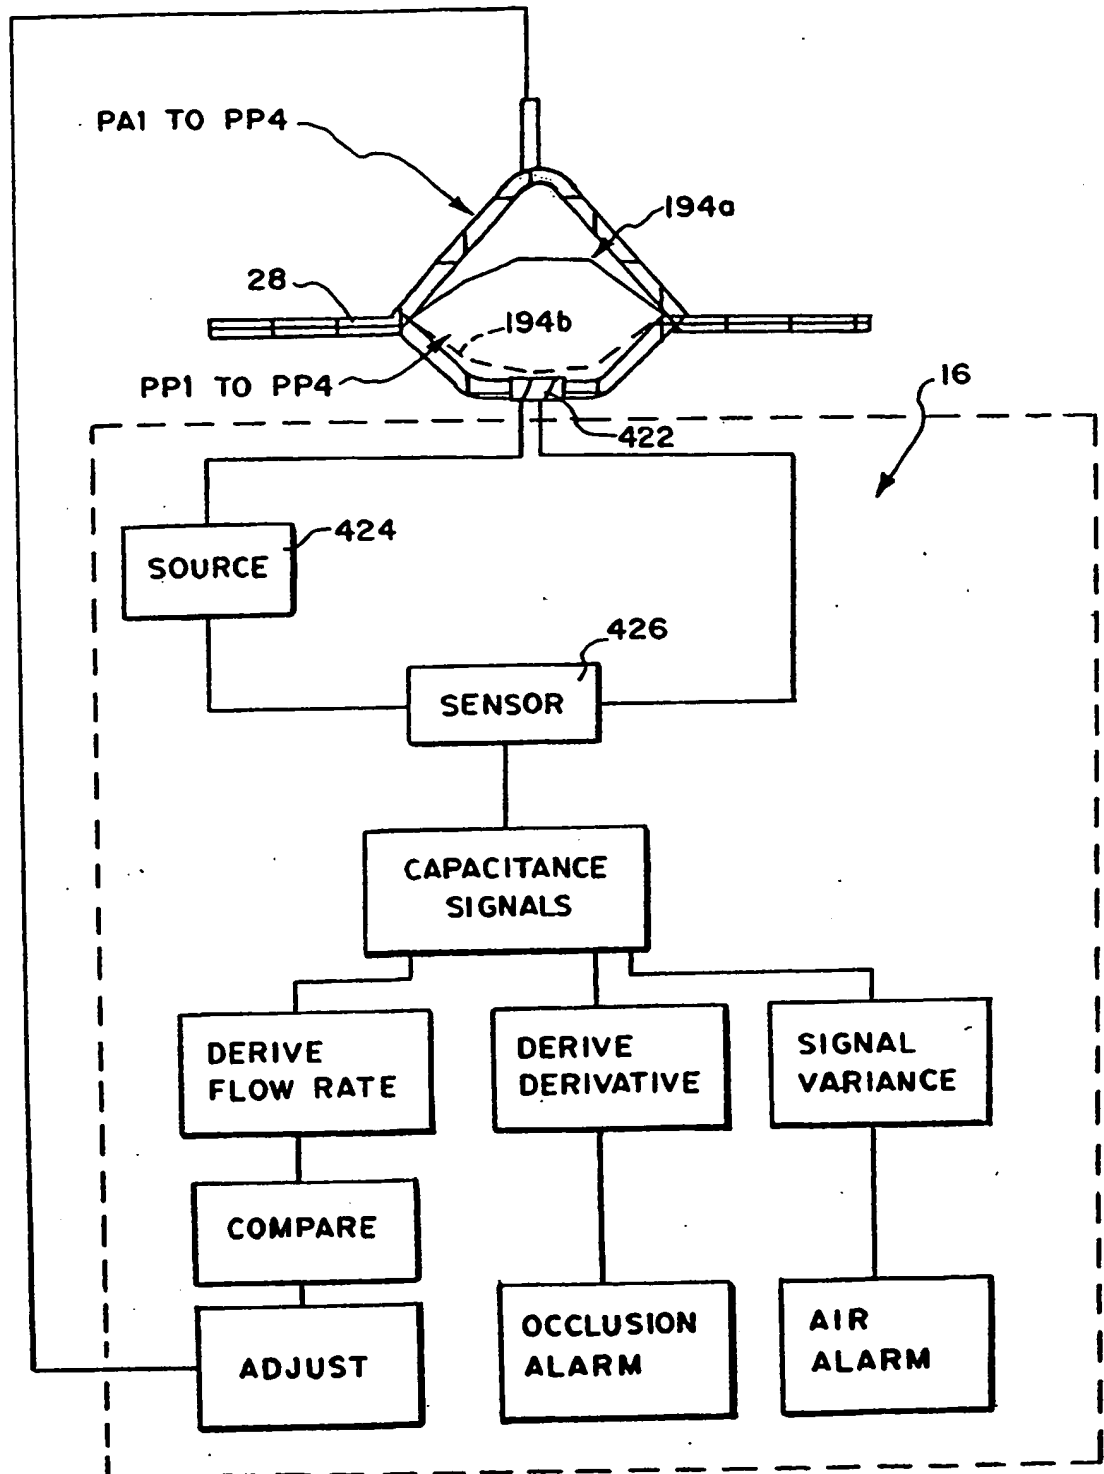 PA1 TO PP4
194a
28
194b
PP1 TO PP4
16
422
424
SOURCE
426
SENSOR
CAPACITANCE
SIGNALS
DERIVE
FLOW RATE
DERIVE
DERIVATIVE
SIGNAL
VARIANCE
COMPARE
OCCLUSION
ALARM
AIR
ALARM
ADJUST